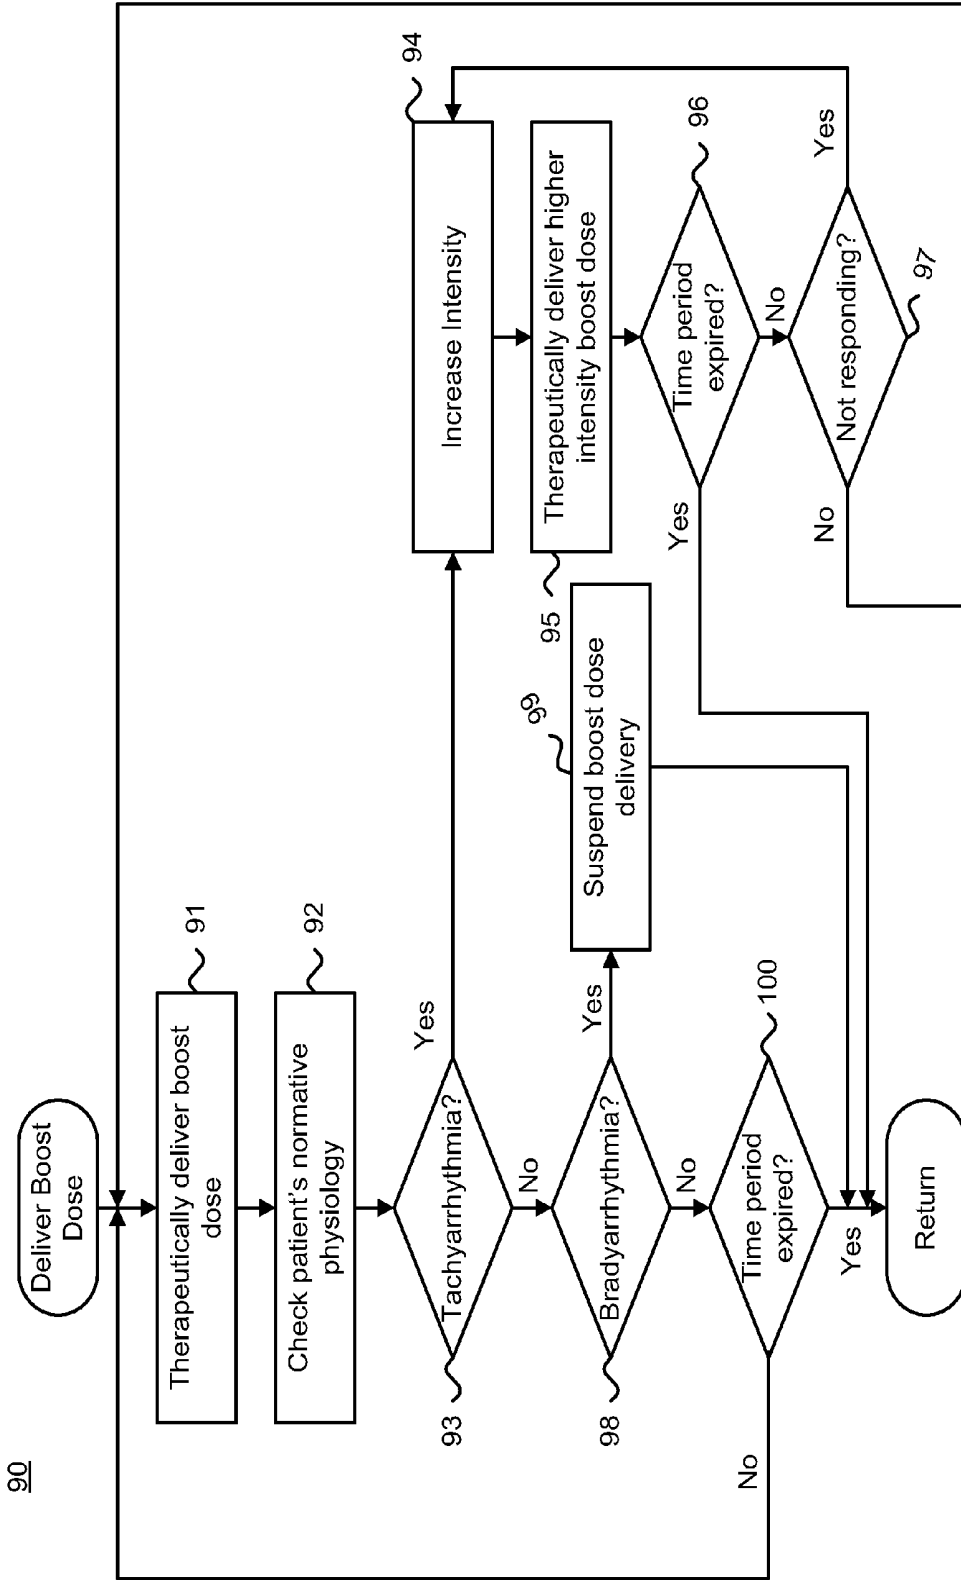 90
Deliver Boost
Dose
Therapeutically deliver boost
dose
91
Check patient's normative
physiology
92
Tachyarrhythmia?
93
Yes
No
Increase Intensity
94
Therapeutically deliver higher
intensity boost dose
95
Time period
expired?
96
Yes
No
Not responding?
97
Yes
No
Bradyarrhythmia?
98
Yes
No
Suspend boost dose
delivery
99
Time period
expired?
100
No
Yes
Return